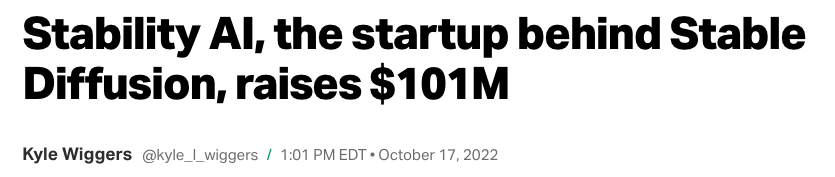 Stability AI, the startup behind Stable
Diffusion, raises $101M
Kyle Wiggers @kyle_l_wiggers / 1:01 PM EDT • October 17, 2022